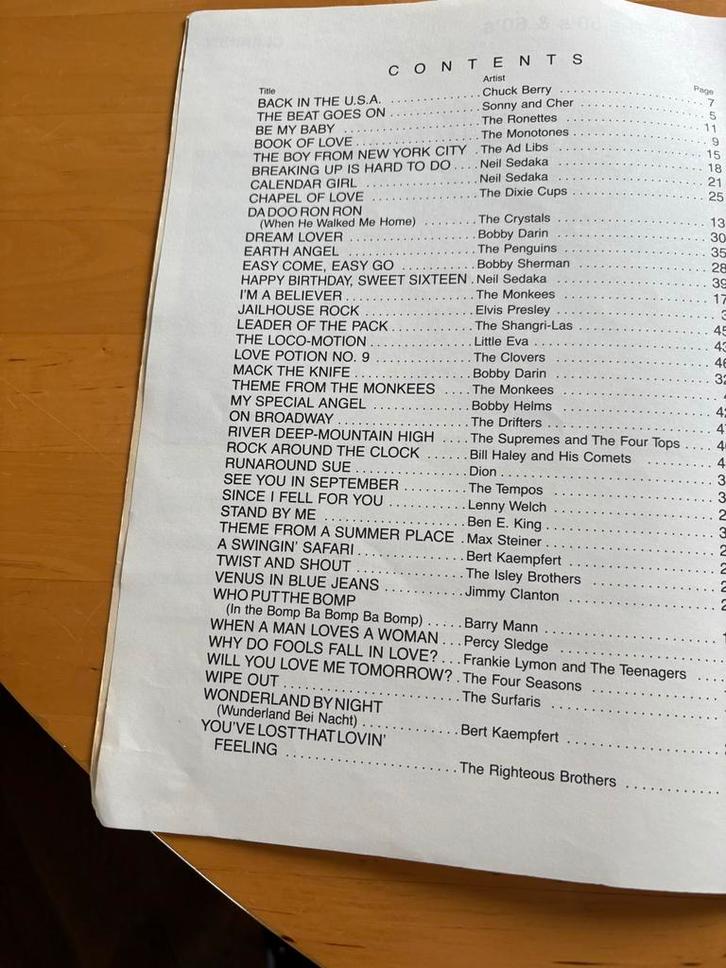 CONTENTS
Title Artist Page
BACK IN THE U.S.A. Chuck Berry 7
THE BEAT GOES ON Sonny and Cher 5
BE MY BABY The Ronettes 11
BOOK OF LOVE The Monotones 9
THE BOY FROM NEW YORK CITY The Ad Libs 15
BREAKING UP IS HARD TO DO Neil Sedaka 18
CALENDAR GIRL Neil Sedaka 21
CHAPEL OF LOVE The Dixie Cups 25
DA DOO RON RON
(When He Walked Me Home) The Crystals 13
DREAM LOVER Bobby Darin 30
EARTH ANGEL The Penguins 35
EASY COME, EASY GO Bobby Sherman 28
HAPPY BIRTHDAY, SWEET SIXTEEN Neil Sedaka 39
I'M A BELIEVER The Monkees 17
JAILHOUSE ROCK Elvis Presley
LEADER OF THE PACK The Shangri-Las
THE LOCO-MOTION Little Eva
LOVE POTION NO. 9 The Clovers
MACK THE KNIFE Bobby Darin
THEME FROM THE MONKEES The Monkees
MY SPECIAL ANGEL Bobby Helms
ON BROADWAY The Drifters
RIVER DEEP-MOUNTAIN HIGH The Supremes and The Four Tops
ROCK AROUND THE CLOCK Bill Haley and His Comets
RUNAROUND SUE Dion
SEE YOU IN SEPTEMBER The Tempos
SINCE I FELL FOR YOU Lenny Welch
STAND BY ME Ben E. King
THEME FROM A SUMMER PLACE Max Steiner
A SWINGIN' SAFARI Bert Kaempfert
TWIST AND SHOUT The Isley Brothers
VENUS IN BLUE JEANS Jimmy Clanton
WHO PUT THE BOMP
(In the Bomp Ba Bomp Ba Bomp) Barry Mann
WHEN A MAN LOVES A WOMAN Percy Sledge
WHY DO FOOLS FALL IN LOVE? Frankie Lymon and The Teenagers
WILL YOU LOVE ME TOMORROW? The Four Seasons
WIPE OUT The Surfaris
WONDERLAND BY NIGHT
(Wunderland Bei Nacht) Bert Kaempfert
YOU'VE LOST THAT LOVIN'
FEELING The Righteous Brothers